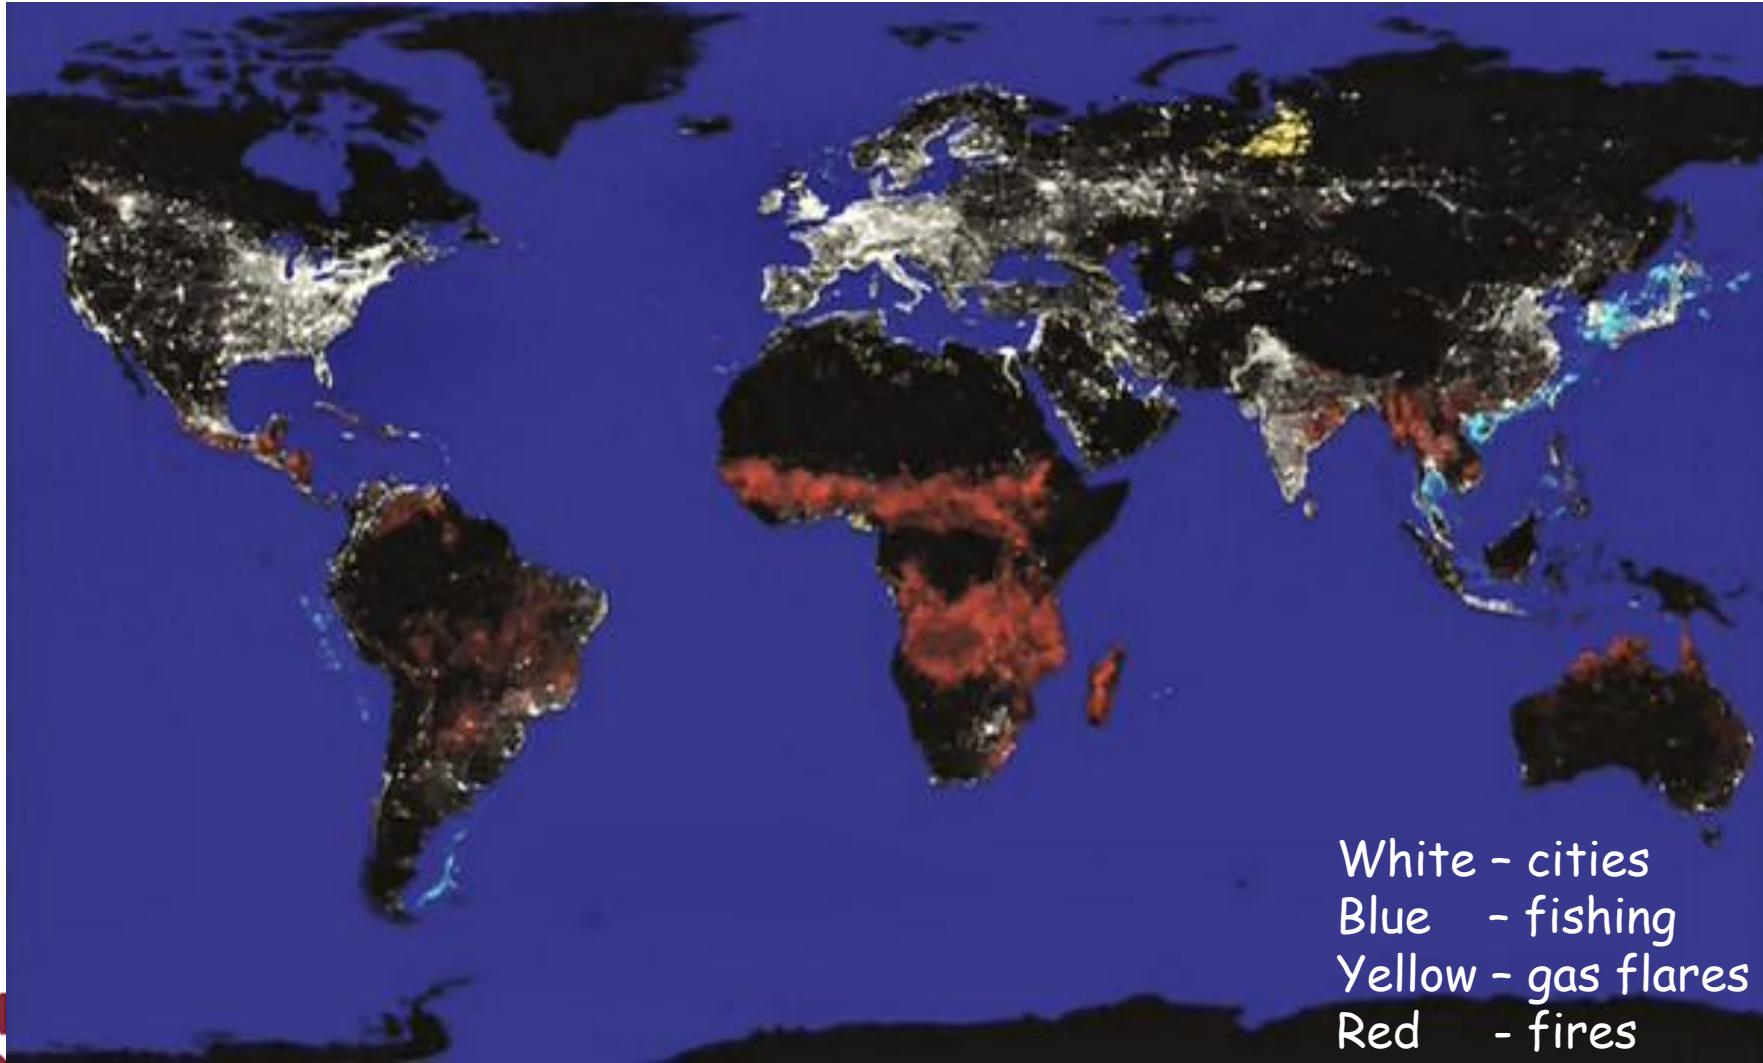 White – cities
Blue – fishing
Yellow – gas flares
Red - fires